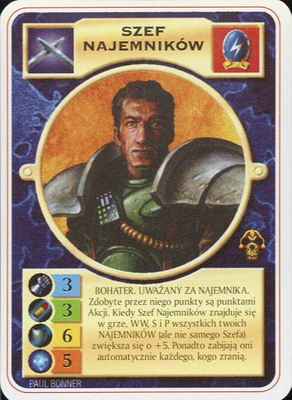 SZEF
NAJEMNIKÓW
3
3
6
5
BOHATER. UWAŻANY ZA NAJEMNIKA.
Zdobyte przez niego punkty są punktami
Akcji. Kiedy Szef Najemników znajduje się
w grze, WW, S i P wszystkich twoich
NAJEMNIKÓW (ale nie samego Szefa)
zwiększa się o +5. Ponadto zabijają oni
automatycznie każdego, kogo zranią.
PAUL BONNER